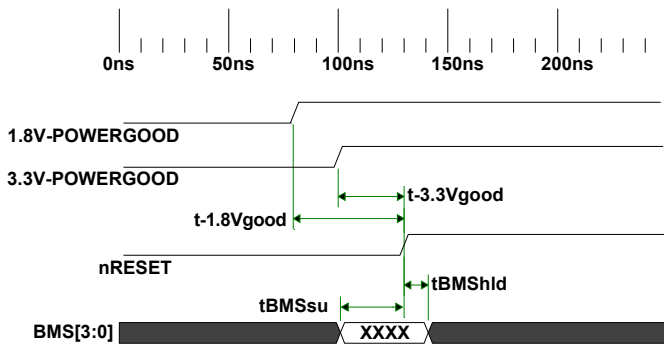 0ns 50ns 100ns 150ns 200ns
1.8V-POWERGOOD
3.3V-POWERGOOD
t-3.3Vgood
t-1.8Vgood
nRESET
tBMShld
tBMSsu
BMS[3:0] XXXX